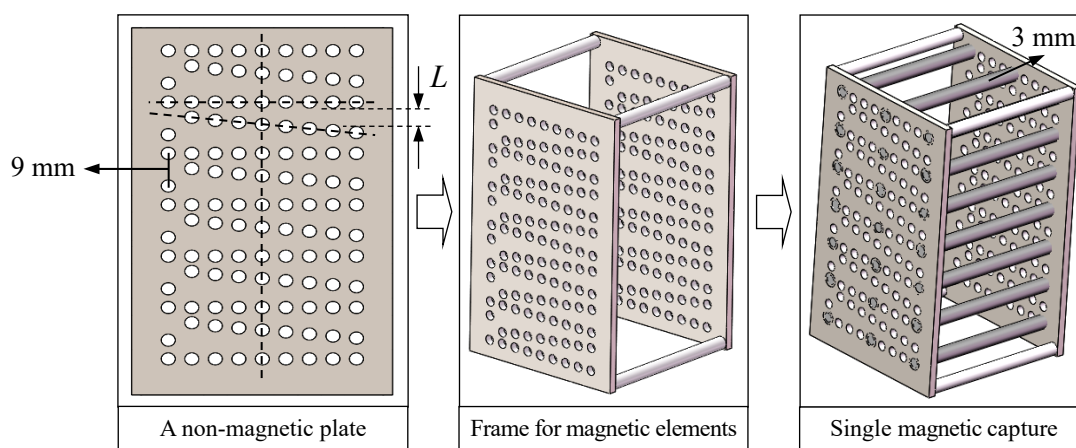 L
9 mm
3 mm
A non-magnetic plate
Frame for magnetic elements
Single magnetic capture